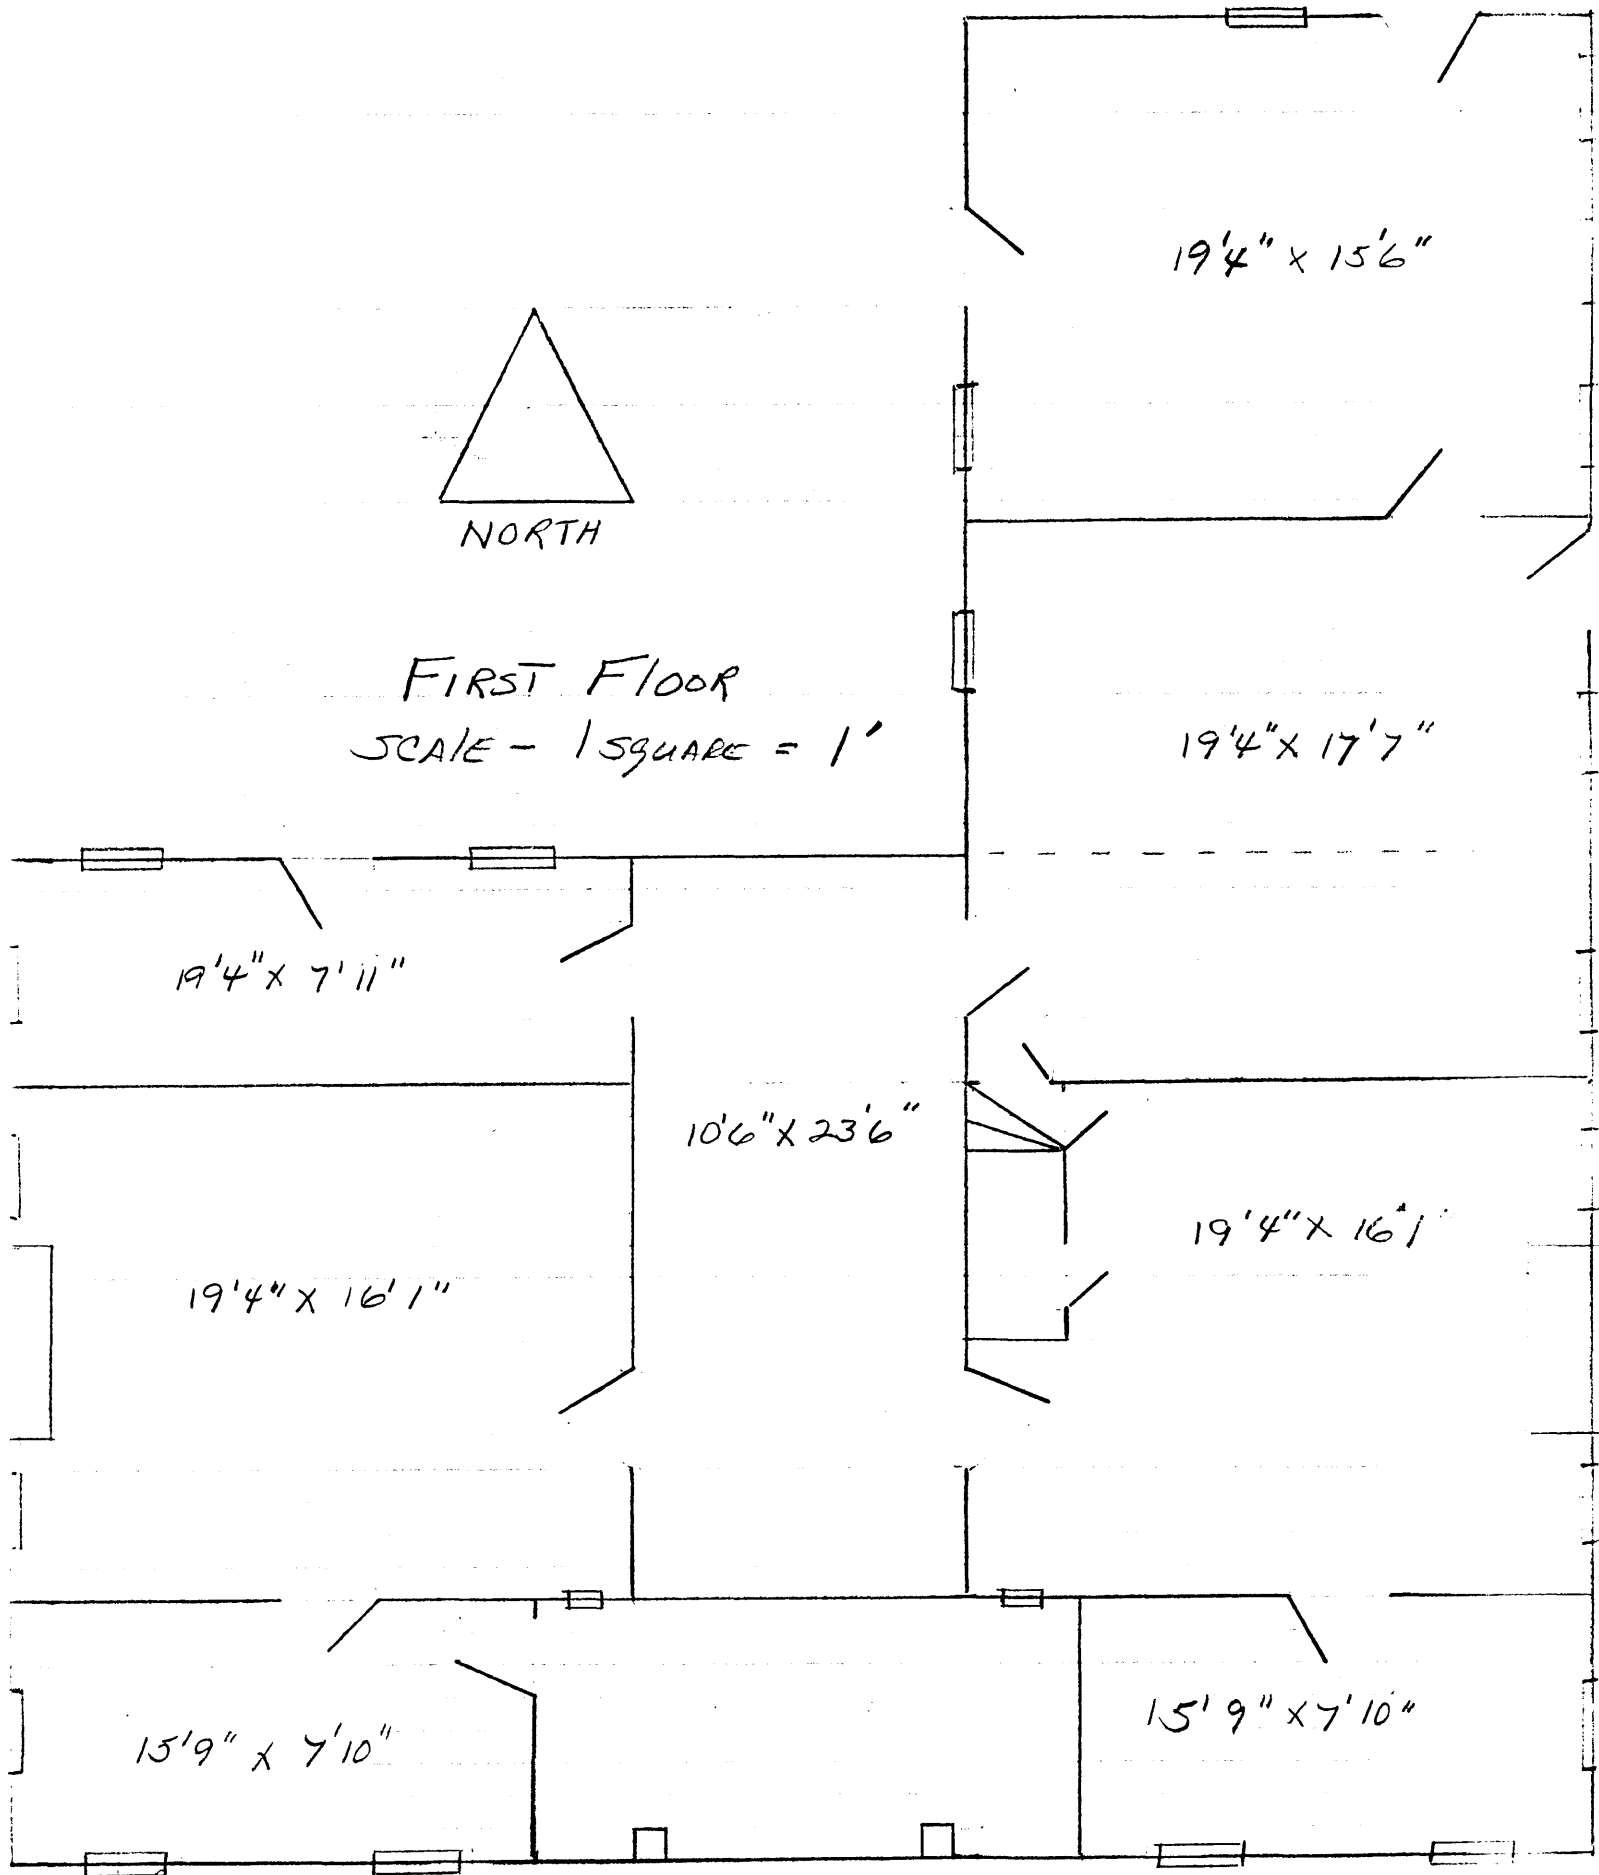 19'4" x 15'6"
NORTH
FIRST FLOOR
SCALE - 1 SQUARE = 1'
19'4" x 17'7"
19'4" x 7'11"
10'6" x 23'6"
19'4" x 16'1
19'4" x 16'1"
15'9" x 7'10"
15'9" x 7'10"